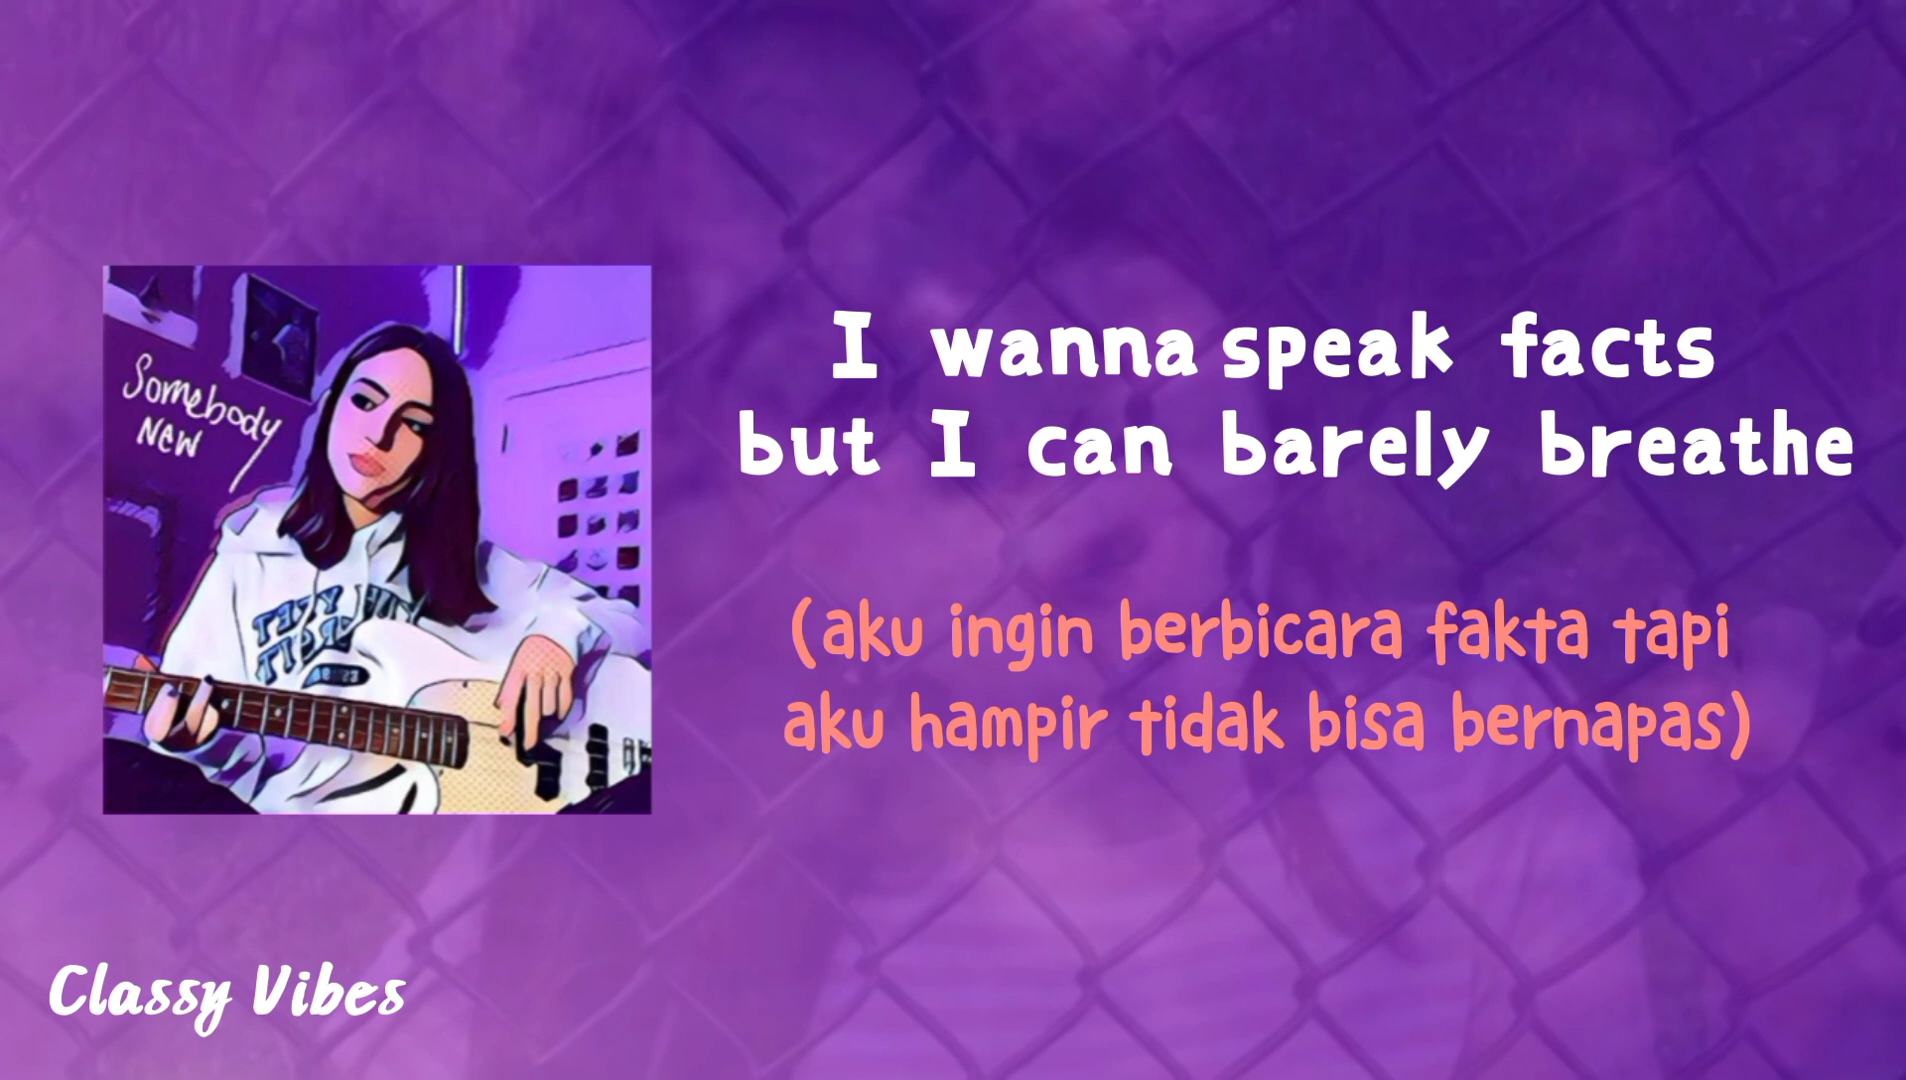 Somebody
New
I wanna speak facts
but I can barely breathe
(aku ingin berbicara fakta tapi
aku hampir tidak bisa bernapas)
Classy Vibes